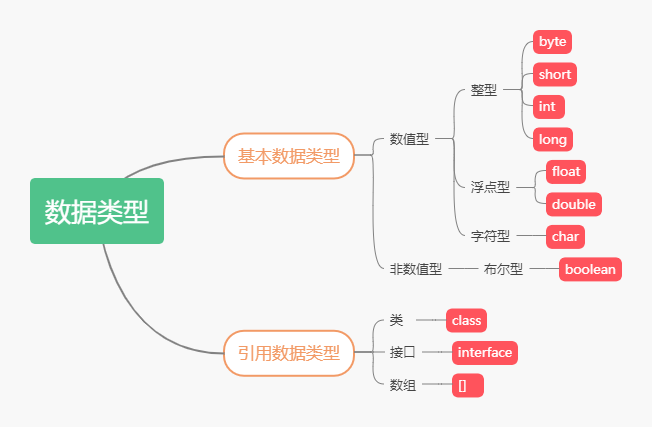 数据类型
基本数据类型
数值型
整型
byte
short
int
long
浮点型
float
double
字符型
char
非数值型
布尔型
boolean
引用数据类型
类
class
接口
interface
数组
[]